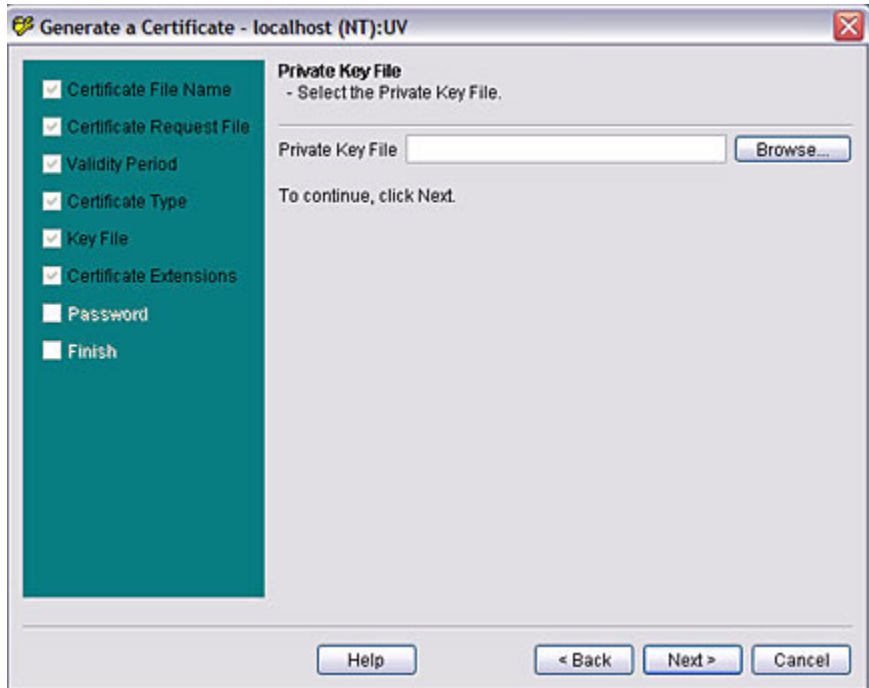 Generate a Certificate - localhost (NT):UV
Certificate File Name
Certificate Request File
Validity Period
Certificate Type
Key File
Certificate Extensions
Password
Finish
Private Key File
- Select the Private Key File.
Private Key File Browse...
To continue, click Next.
Help < Back Next > Cancel